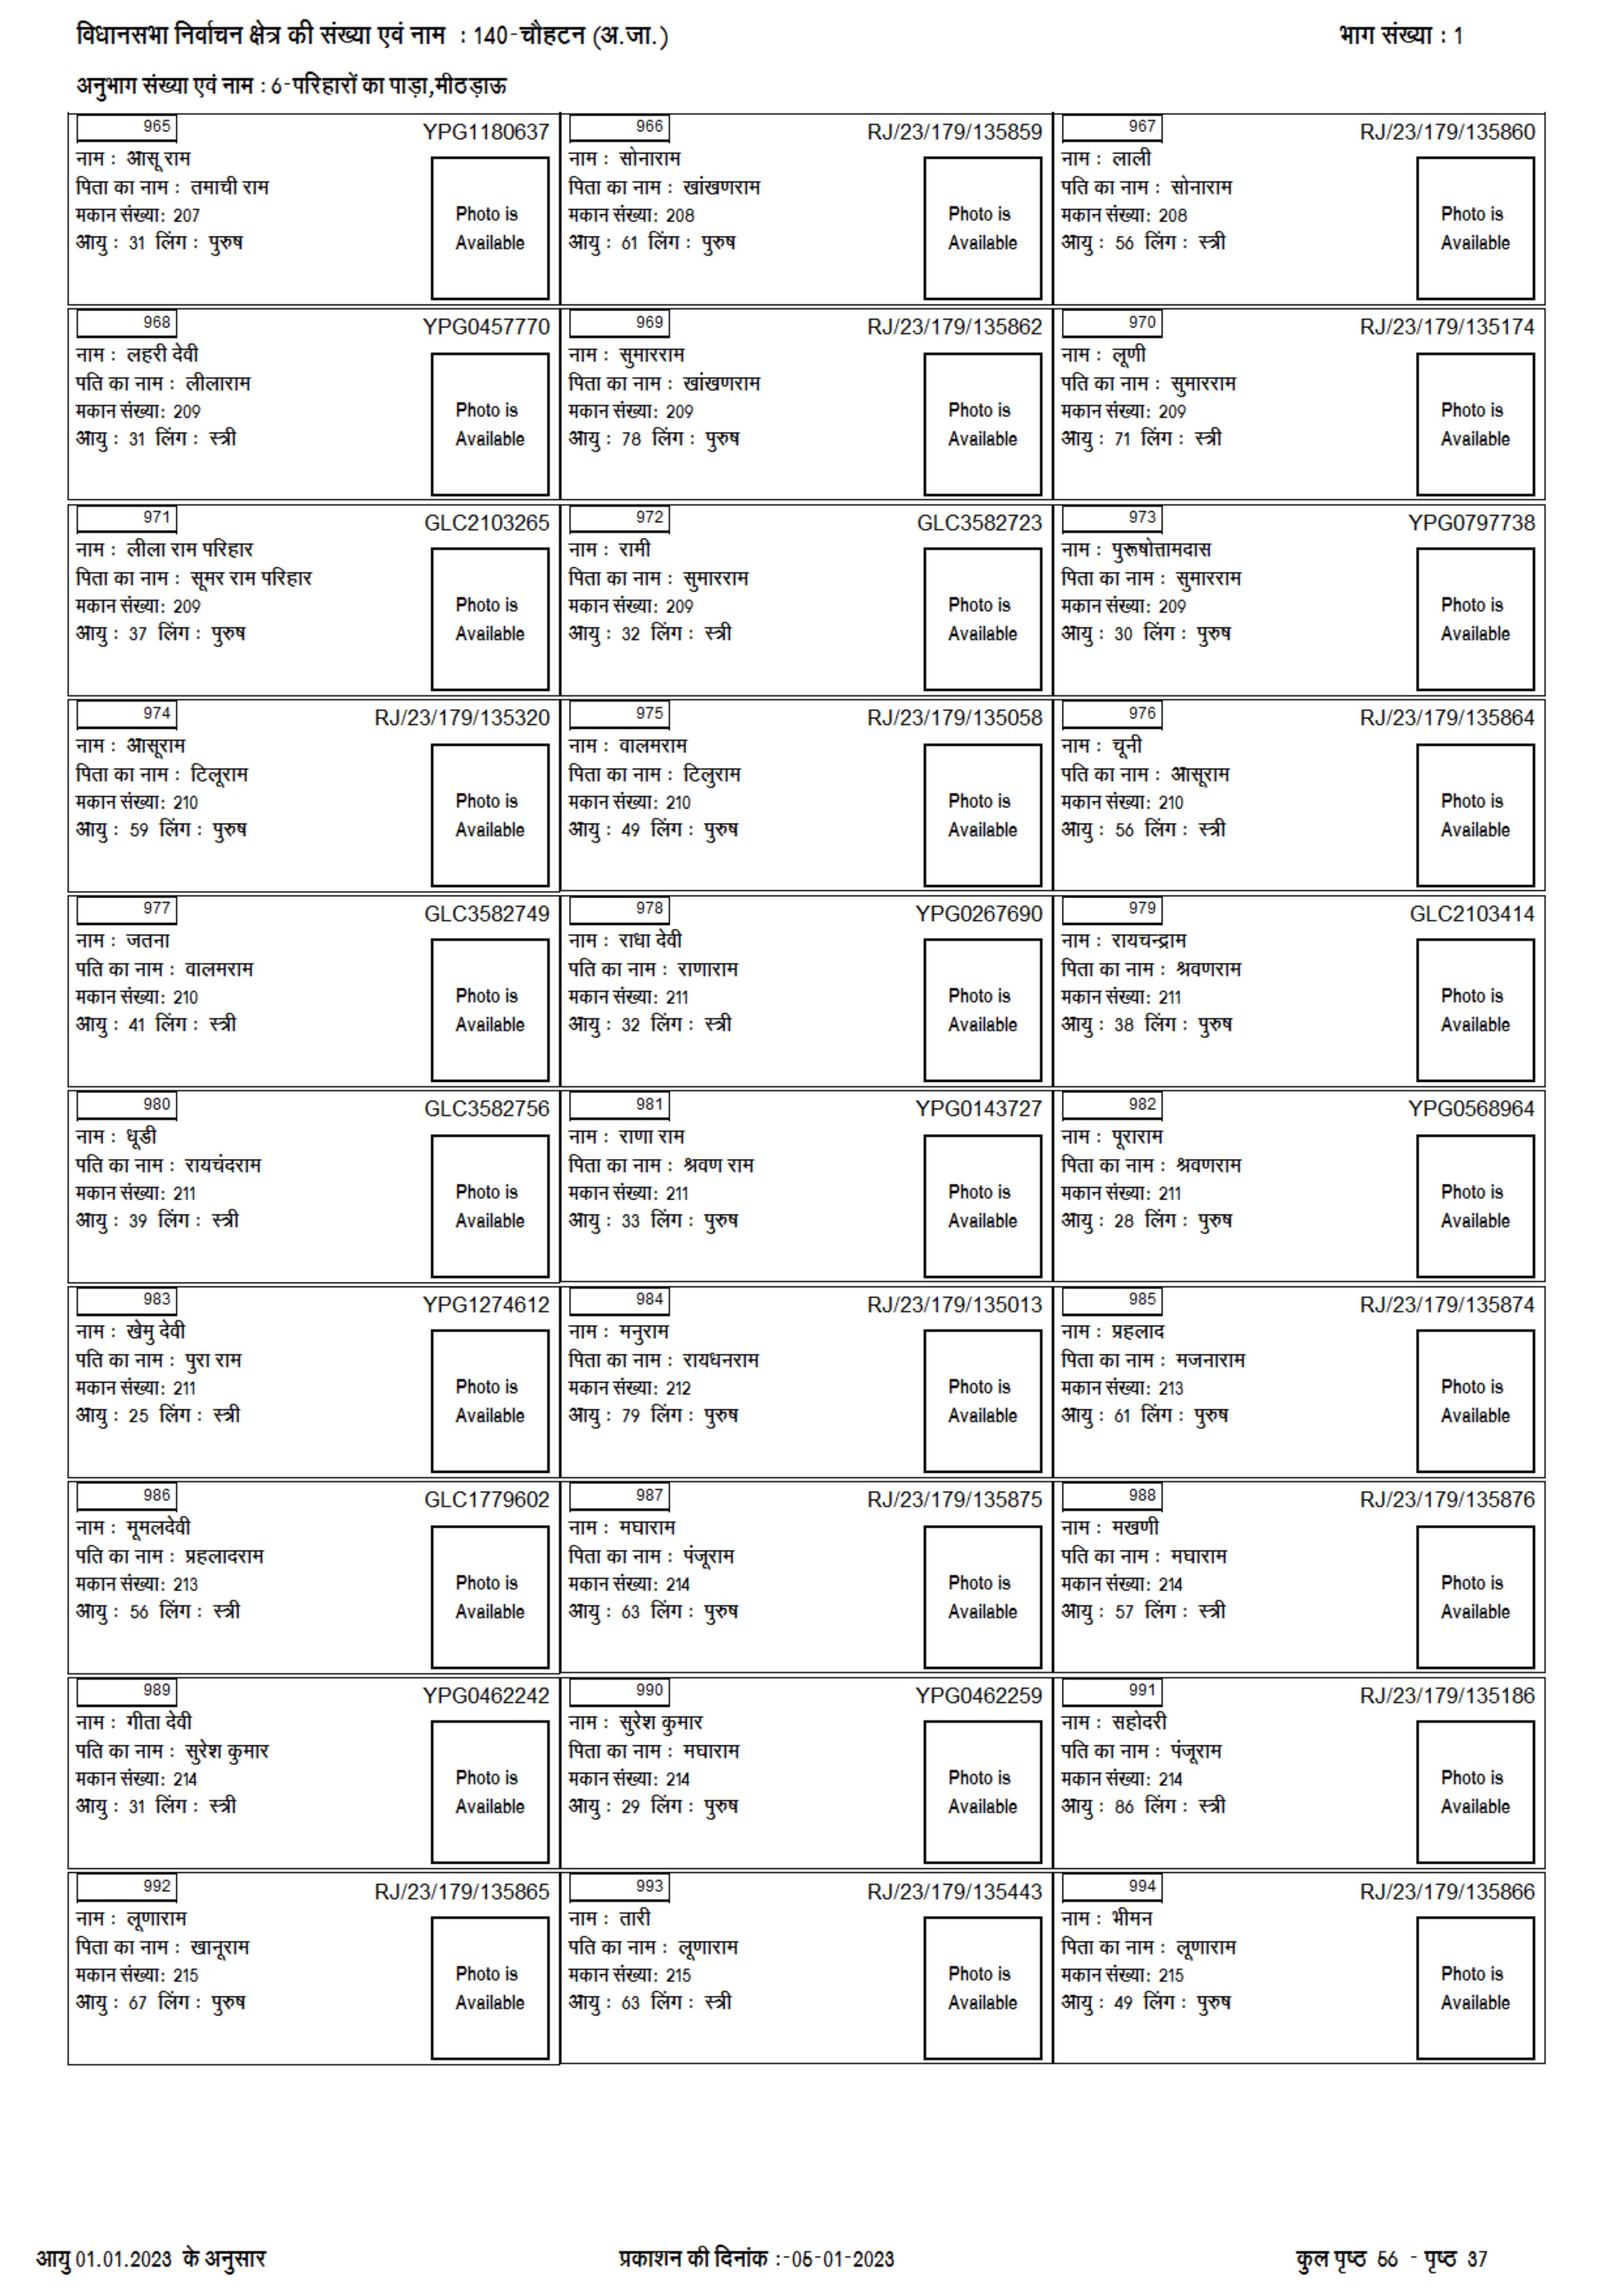 विधानसभा निर्वाचन क्षेत्र की संख्या एवं नाम : 140-चौहटन (अ.जा.) भाग संख्या : 1
अनुभाग संख्या एवं नाम : 6-परिहारों का पाड़ा,मीठड़ाऊ
965 YPG1180637
नाम : आसू राम
पिता का नाम : तमाची राम
मकान संख्या: 207
आयु : 31 लिंग : पुरुष
Photo is
Available
966 RJ/23/179/135859
नाम : सोनाराम
पिता का नाम : खांखणराम
मकान संख्या: 208
आयु : 61 लिंग : पुरुष
Photo is
Available
967 RJ/23/179/135860
नाम : लाली
पति का नाम : सोनाराम
मकान संख्या: 208
आयु : 56 लिंग : स्त्री
Photo is
Available
968 YPG0457770
नाम : लहरी देवी
पति का नाम : लीलाराम
मकान संख्या: 209
आयु : 31 लिंग : स्त्री
Photo is
Available
969 RJ/23/179/135862
नाम : सुमारराम
पिता का नाम : खांखणराम
मकान संख्या: 209
आयु : 78 लिंग : पुरुष
Photo is
Available
970 RJ/23/179/135174
नाम : लूणी
पति का नाम : सुमारराम
मकान संख्या: 209
आयु : 71 लिंग : स्त्री
Photo is
Available
971 GLC2103265
नाम : लीला राम परिहार
पिता का नाम : सूमर राम परिहार
मकान संख्या: 209
आयु : 37 लिंग : पुरुष
Photo is
Available
972 GLC3582723
नाम : रामी
पिता का नाम : सुमारराम
मकान संख्या: 209
आयु : 32 लिंग : स्त्री
Photo is
Available
973 YPG0797738
नाम : पुरूषोत्तामदास
पिता का नाम : सुमारराम
मकान संख्या: 209
आयु : 30 लिंग : पुरुष
Photo is
Available
974 RJ/23/179/135320
नाम : आसूराम
पिता का नाम : टिलूराम
मकान संख्या: 210
आयु : 59 लिंग : पुरुष
Photo is
Available
975 RJ/23/179/135058
नाम : वालमराम
पिता का नाम : टिलुराम
मकान संख्या: 210
आयु : 49 लिंग : पुरुष
Photo is
Available
976 RJ/23/179/135864
नाम : चूनी
पति का नाम : आसूराम
मकान संख्या: 210
आयु : 56 लिंग : स्त्री
Photo is
Available
977 GLC3582749
नाम : जतना
पति का नाम : वालमराम
मकान संख्या: 210
आयु : 41 लिंग : स्त्री
Photo is
Available
978 YPG0267690
नाम : राधा देवी
पति का नाम : राणाराम
मकान संख्या: 211
आयु : 32 लिंग : स्त्री
Photo is
Available
979 GLC2103414
नाम : रायचन्द्राम
पिता का नाम : श्रवणराम
मकान संख्या: 211
आयु : 38 लिंग : पुरुष
Photo is
Available
980 GLC3582756
नाम : धूडी
पति का नाम : रायचंदराम
मकान संख्या: 211
आयु : 39 लिंग : स्त्री
Photo is
Available
981 YPG0143727
नाम : राणा राम
पिता का नाम : श्रवण राम
मकान संख्या: 211
आयु : 33 लिंग : पुरुष
Photo is
Available
982 YPG0568964
नाम : पूराराम
पिता का नाम : श्रवणराम
मकान संख्या: 211
आयु : 28 लिंग : पुरुष
Photo is
Available
983 YPG1274612
नाम : खेमु देवी
पति का नाम : पुरा राम
मकान संख्या: 211
आयु : 25 लिंग : स्त्री
Photo is
Available
984 RJ/23/179/135013
नाम : मनुराम
पिता का नाम : रायधनराम
मकान संख्या: 212
आयु : 79 लिंग : पुरुष
Photo is
Available
985 RJ/23/179/135874
नाम : प्रहलाद
पिता का नाम : मजनाराम
मकान संख्या: 213
आयु : 61 लिंग : पुरुष
Photo is
Available
986 GLC1779602
नाम : मूमलदेवी
पति का नाम : प्रहलादराम
मकान संख्या: 213
आयु : 56 लिंग : स्त्री
Photo is
Available
987 RJ/23/179/135875
नाम : मघाराम
पिता का नाम : पंजूराम
मकान संख्या: 214
आयु : 63 लिंग : पुरुष
Photo is
Available
988 RJ/23/179/135876
नाम : मखणी
पति का नाम : मघाराम
मकान संख्या: 214
आयु : 57 लिंग : स्त्री
Photo is
Available
989 YPG0462242
नाम : गीता देवी
पति का नाम : सुरेश कुमार
मकान संख्या: 214
आयु : 31 लिंग : स्त्री
Photo is
Available
990 YPG0462259
नाम : सुरेश कुमार
पिता का नाम : मघाराम
मकान संख्या: 214
आयु : 29 लिंग : पुरुष
Photo is
Available
991 RJ/23/179/135186
नाम : सहोदरी
पति का नाम : पंजूराम
मकान संख्या: 214
आयु : 86 लिंग : स्त्री
Photo is
Available
992 RJ/23/179/135865
नाम : लूणाराम
पिता का नाम : खानूराम
मकान संख्या: 215
आयु : 67 लिंग : पुरुष
Photo is
Available
993 RJ/23/179/135443
नाम : तारी
पति का नाम : लूणाराम
मकान संख्या: 215
आयु : 63 लिंग : स्त्री
Photo is
Available
994 RJ/23/179/135866
नाम : भीमन
पिता का नाम : लूणाराम
मकान संख्या: 215
आयु : 49 लिंग : पुरुष
Photo is
Available
आयु 01.01.2023 के अनुसार प्रकाशन की दिनांक :-05-01-2023 कुल पृष्ठ 56 - पृष्ठ 37